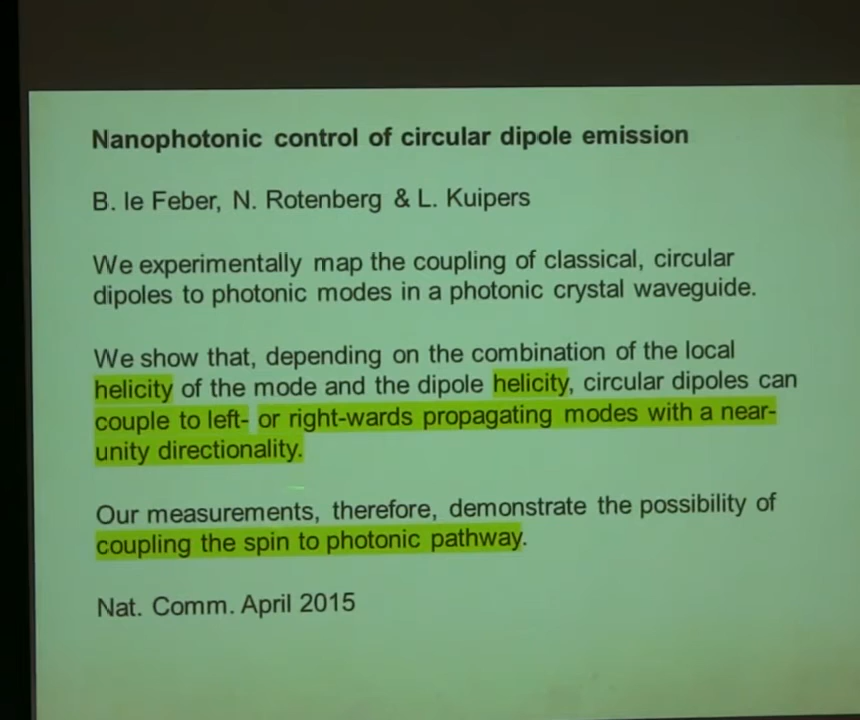 Nanophotonic control of circular dipole emission
B. le Feber, N. Rotenberg & L. Kuipers
We experimentally map the coupling of classical, circular
dipoles to photonic modes in a photonic crystal waveguide.
We show that, depending on the combination of the local
helicity of the mode and the dipole helicity, circular dipoles can
couple to left- or right-wards propagating modes with a near-
unity directionality.
Our measurements, therefore, demonstrate the possibility of
coupling the spin to photonic pathway.
Nat. Comm. April 2015